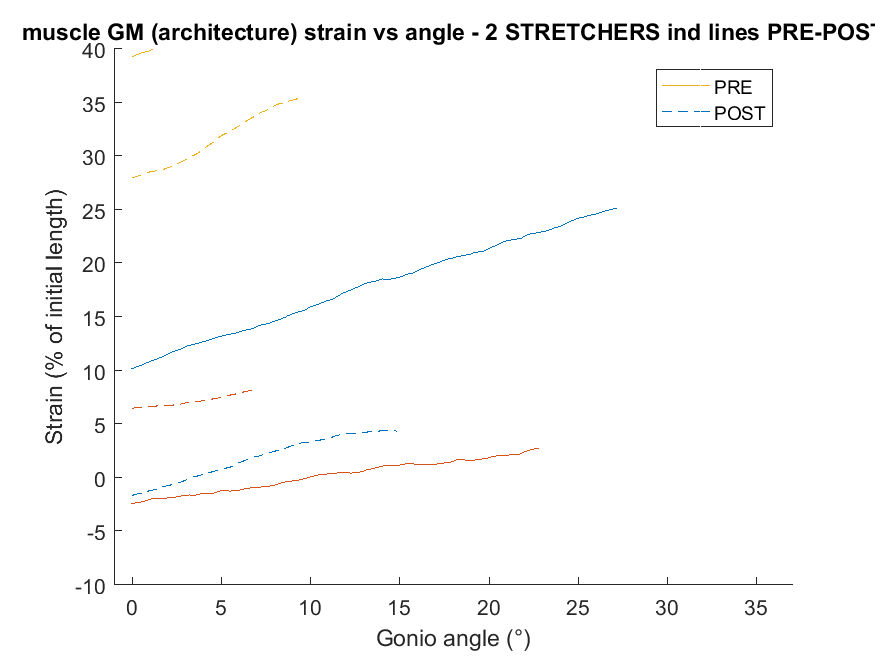 muscle GM (architecture) strain vs angle - 2 STRETCHERS ind lines PRE-POST
40
35
30
25
20
15
10
5
0
-5
-10
Strain (% of initial length)
PRE
POST
0 5 10 15 20 25 30 35
Gonio angle (°)